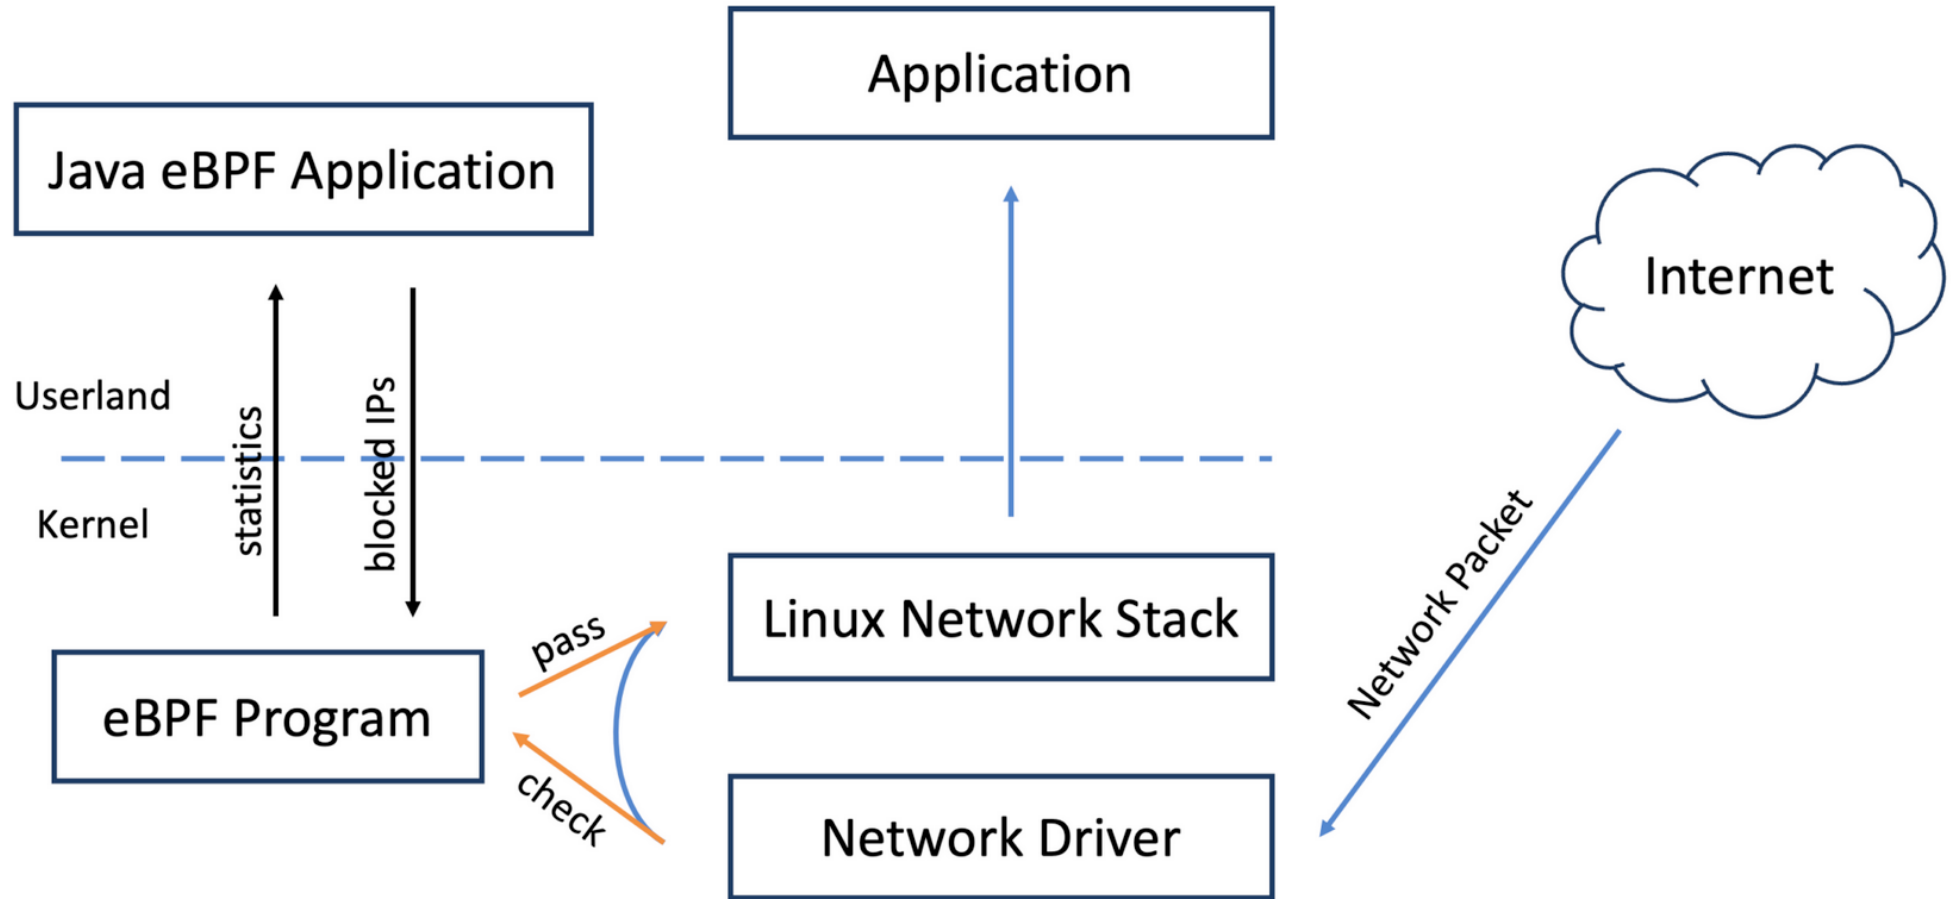 Application
Java eBPF Application
Internet
Userland
statistics
blocked IPs
Kernel
Network Packet
pass
Linux Network Stack
eBPF Program
check
Network Driver